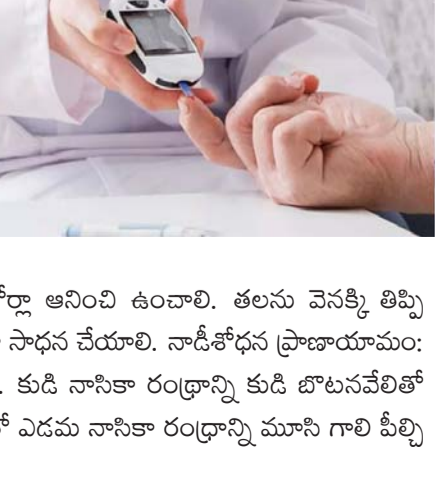 ఆనించి ఉంచాలి. తలను వెనక్కి తిప్పి
సాధన చేయాలి. నాడీశోధన ప్రాణాయామం:
కుడి నాసికా రంధ్రాన్ని కుడి బొటనవేలితో
ఎడమ నాసికా రంధ్రాన్ని మూసి గాలి పీల్చి